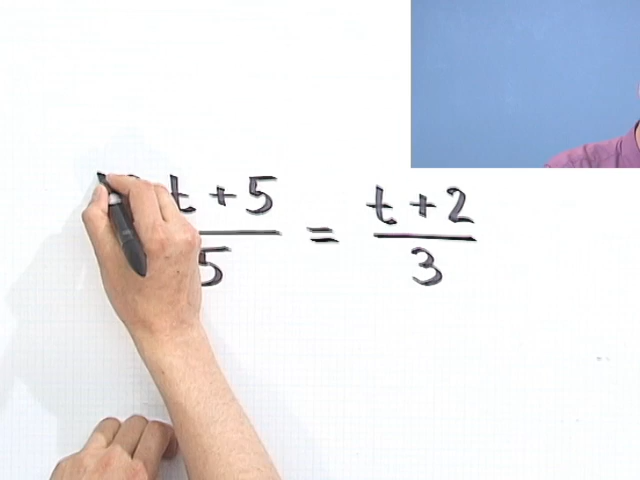 t + 5 = t + 2
5 3